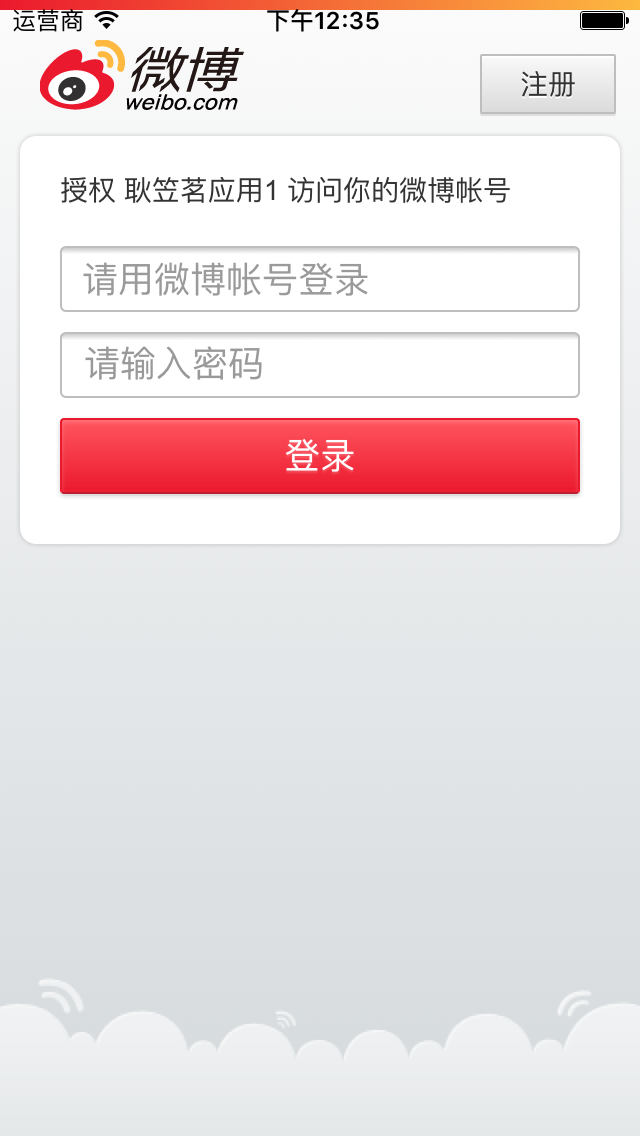 运营商 下午12:35
微博
weibo.com
注册
授权 耿笠茗应用1 访问你的微博帐号
请用微博帐号登录
请输入密码
登录